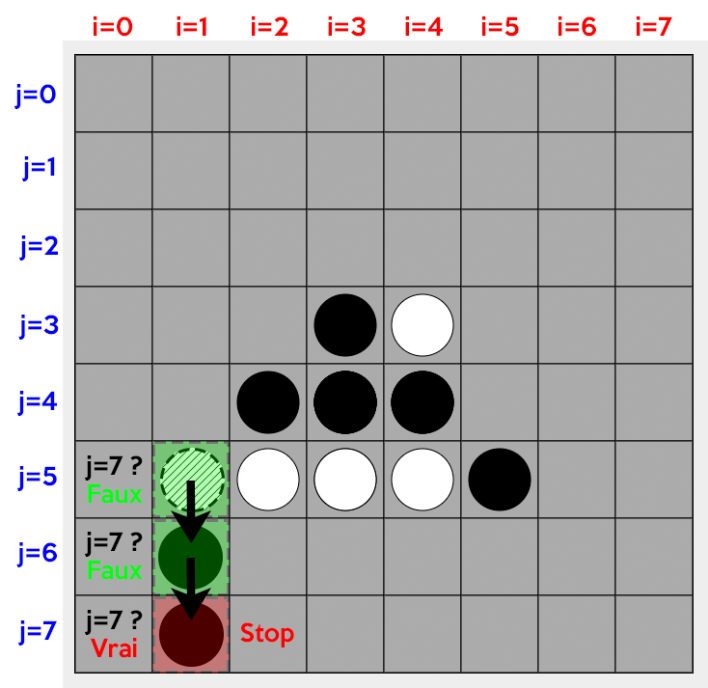 i=0 i=1 i=2 i=3 i=4 i=5 i=6 i=7
j=0
j=1
j=2
j=3
j=4
j=5
j=7 ?
Faux
j=6
j=7 ?
Faux
j=7
j=7 ?
Vrai
Stop